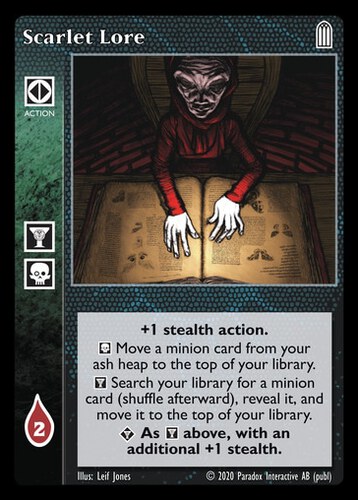 Scarlet Lore
ACTION
+1 stealth action.
Move a minion card from your
ash heap to the top of your library.
Search your library for a minion
card (shuffle afterward), reveal it, and
move it to the top of your library.
As above, with an
additional +1 stealth.
2
Illus: Leif Jones © 2020 Paradox Interactive AB (publ)